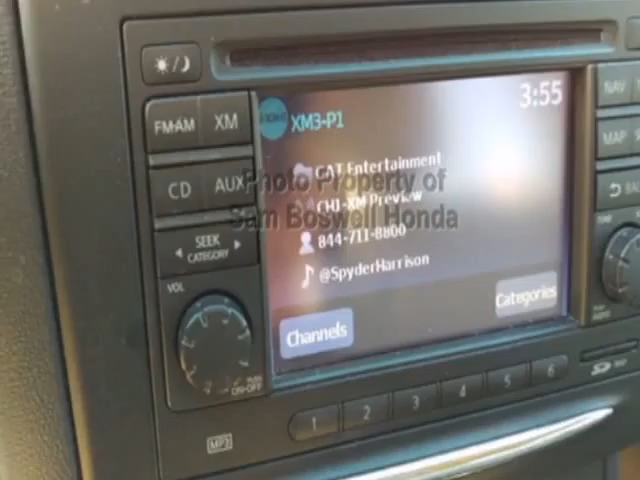 3:55
XM3-P1
FM·AM XM
NAV
CAT Entertainment
CH1-XM Preview
CD AUX
MAP
Photo Property of
Sam Boswell Honda
844-711-8800
SEEK
CATEGORY
@SpyderHarrison
VOL
Categories
Channels
ON·OFF
1 2 3 4 5 6
MP3